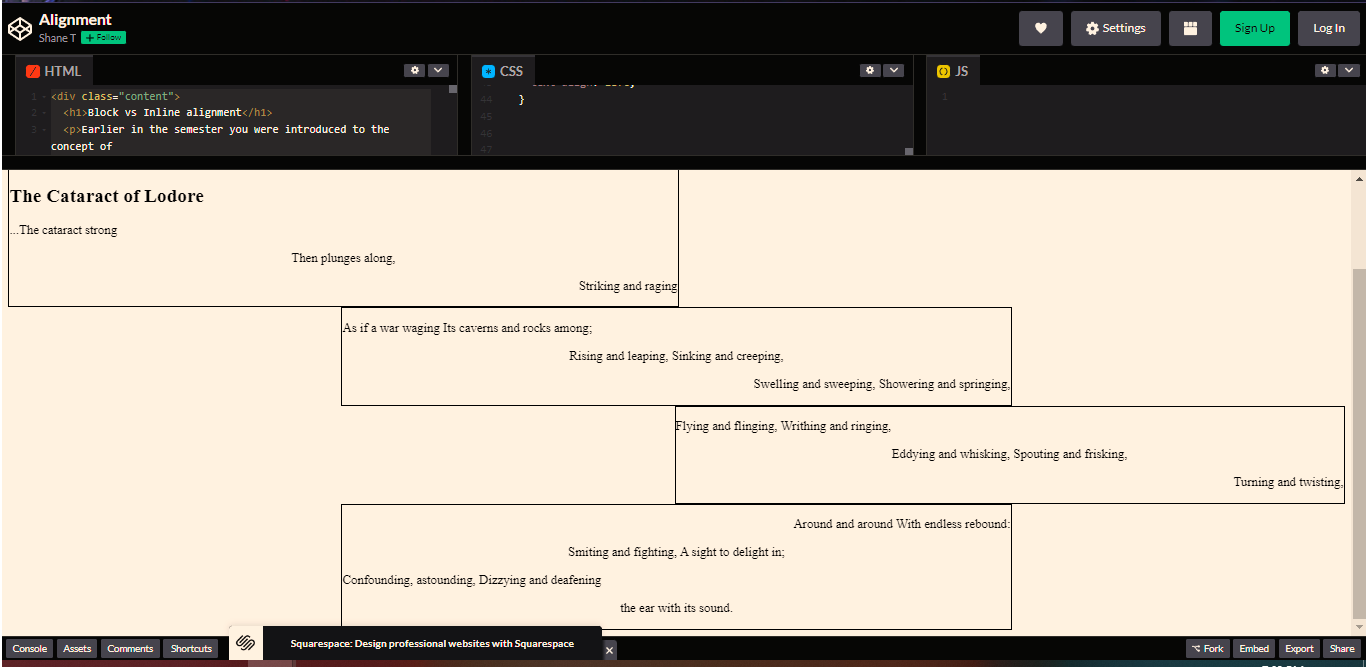 Alignment
Shane T + Follow
Settings
Sign Up
Log In
HTML
CSS
JS
1 <div class="content">
2 <h1>Block vs Inline alignment</h1>
3 <p>Earlier in the semester you were introduced to the
concept of
44 }
45
46
47
1
The Cataract of Lodore
...The cataract strong
Then plunges along,
Striking and raging
As if a war waging Its caverns and rocks among;
Rising and leaping, Sinking and creeping,
Swelling and sweeping, Showering and springing,
Flying and flinging, Writhing and ringing,
Eddying and whisking, Spouting and frisking,
Turning and twisting,
Around and around With endless rebound:
Smiting and fighting, A sight to delight in;
Confounding, astounding, Dizzying and deafening
the ear with its sound.
Console Assets Comments Shortcuts
Squarespace: Design professional websites with Squarespace
Fork Embed Export Share